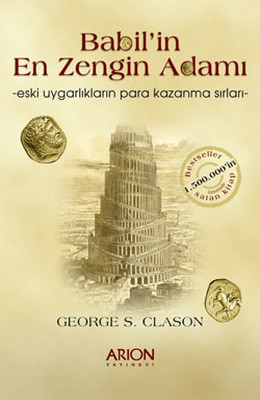 Babil'in
En Zengin Adamı
-eski uygarlıkların para kazanma sırları-
Bestseller
1.500.000'in
satan kitap
GEORGE S. CLASON
ARION
YAYINEVİ